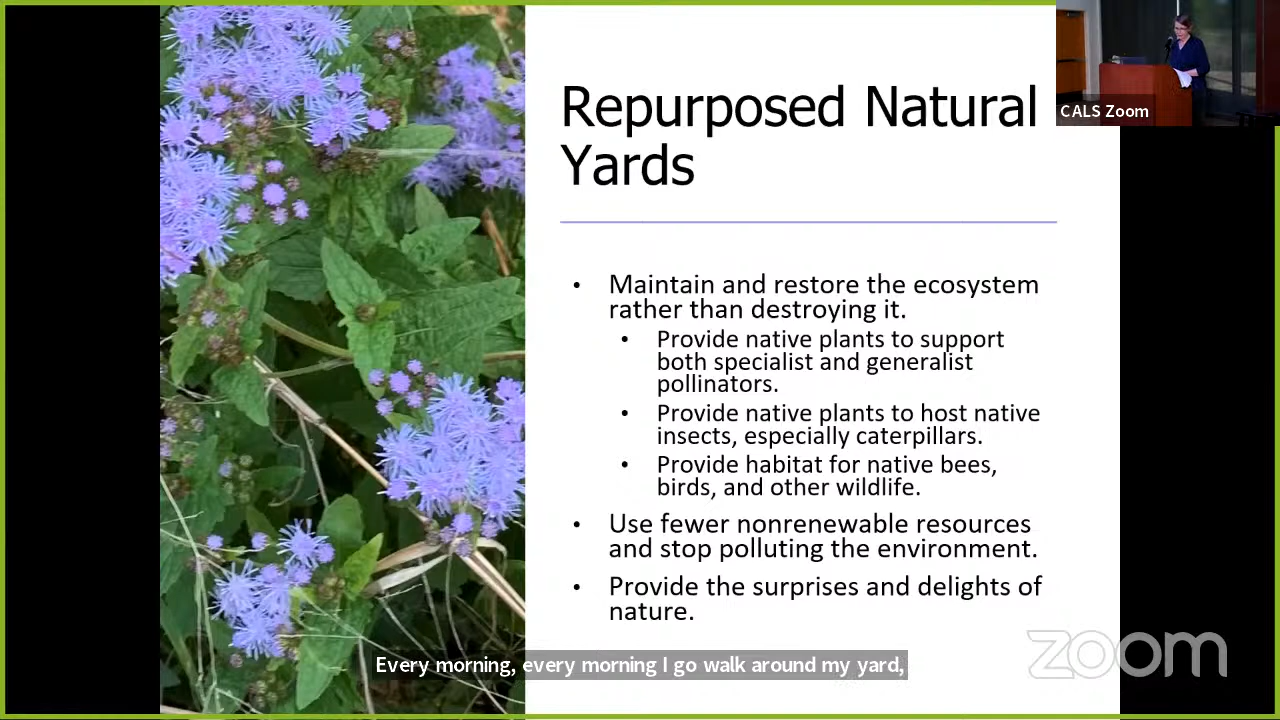 Repurposed Natural
Yards
CALS Zoom
• Maintain and restore the ecosystem
rather than destroying it.
• Provide native plants to support
both specialist and generalist
pollinators.
• Provide native plants to host native
insects, especially caterpillars.
• Provide habitat for native bees,
birds, and other wildlife.
• Use fewer nonrenewable resources
and stop polluting the environment.
• Provide the surprises and delights of
nature.
Every morning, every morning I go walk around my yard,
zoom